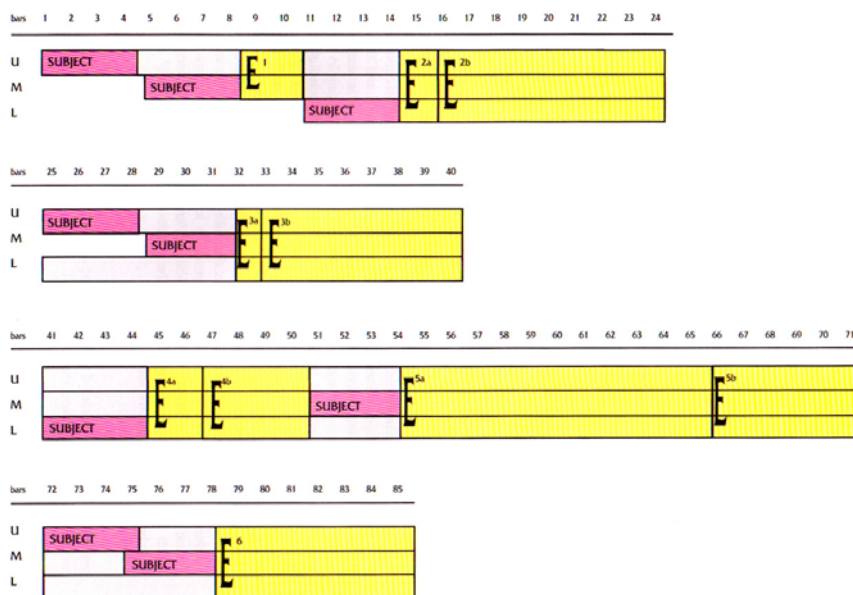 bars 1 2 3 4 5 6 7 8 9 10 11 12 13 14 15 16 17 18 19 20 21 22 23 24
U SUBJECT E 1 E 2a E 2b
M SUBJECT
L SUBJECT
bars 25 26 27 28 29 30 31 32 33 34 35 36 37 38 39 40
U SUBJECT E 3a E 3b
M SUBJECT
L
bars 41 42 43 44 45 46 47 48 49 50 51 52 53 54 55 56 57 58 59 60 61 62 63 64 65 66 67 68 69 70 71
U E 4a E 4b E 5a E 5b
M SUBJECT
L SUBJECT
bars 72 73 74 75 76 77 78 79 80 81 82 83 84 85
U SUBJECT E 6
M SUBJECT
L